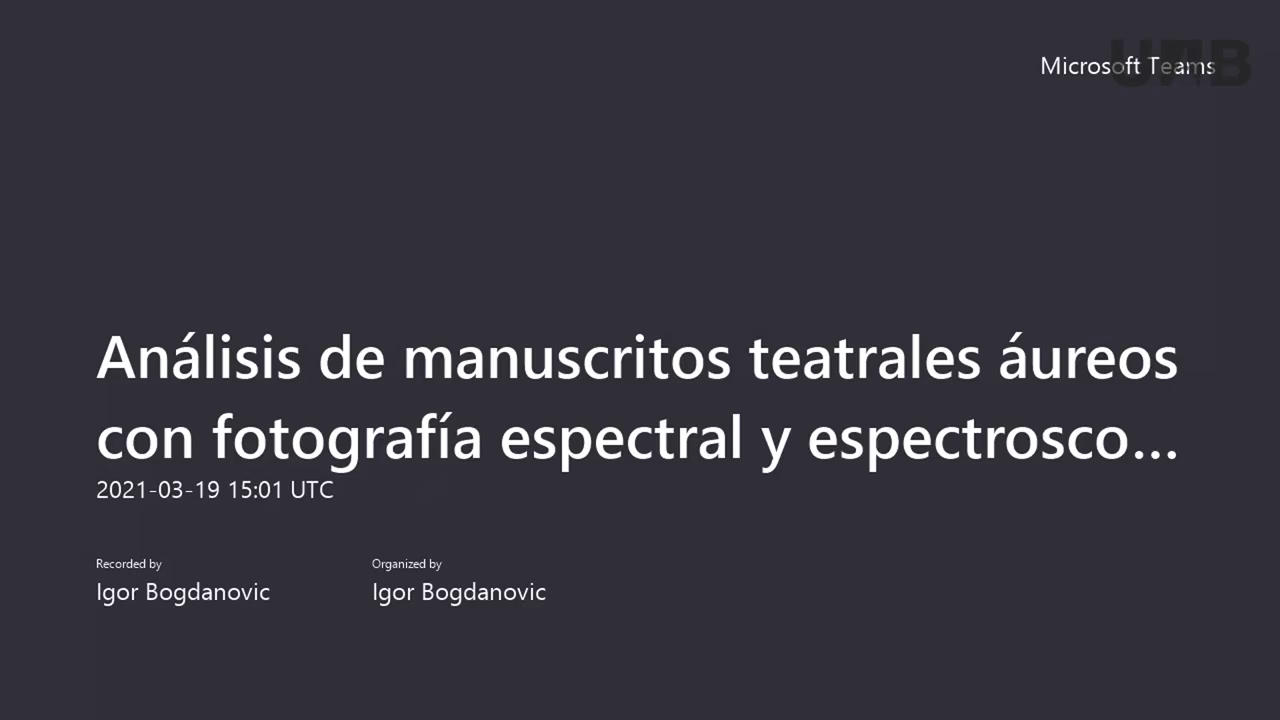 UAB
Microsoft Teams
Análisis de manuscritos teatrales áureos
con fotografía espectral y espectrosco...
2021-03-19 15:01 UTC
Recorded by
Organized by
Igor Bogdanovic
Igor Bogdanovic